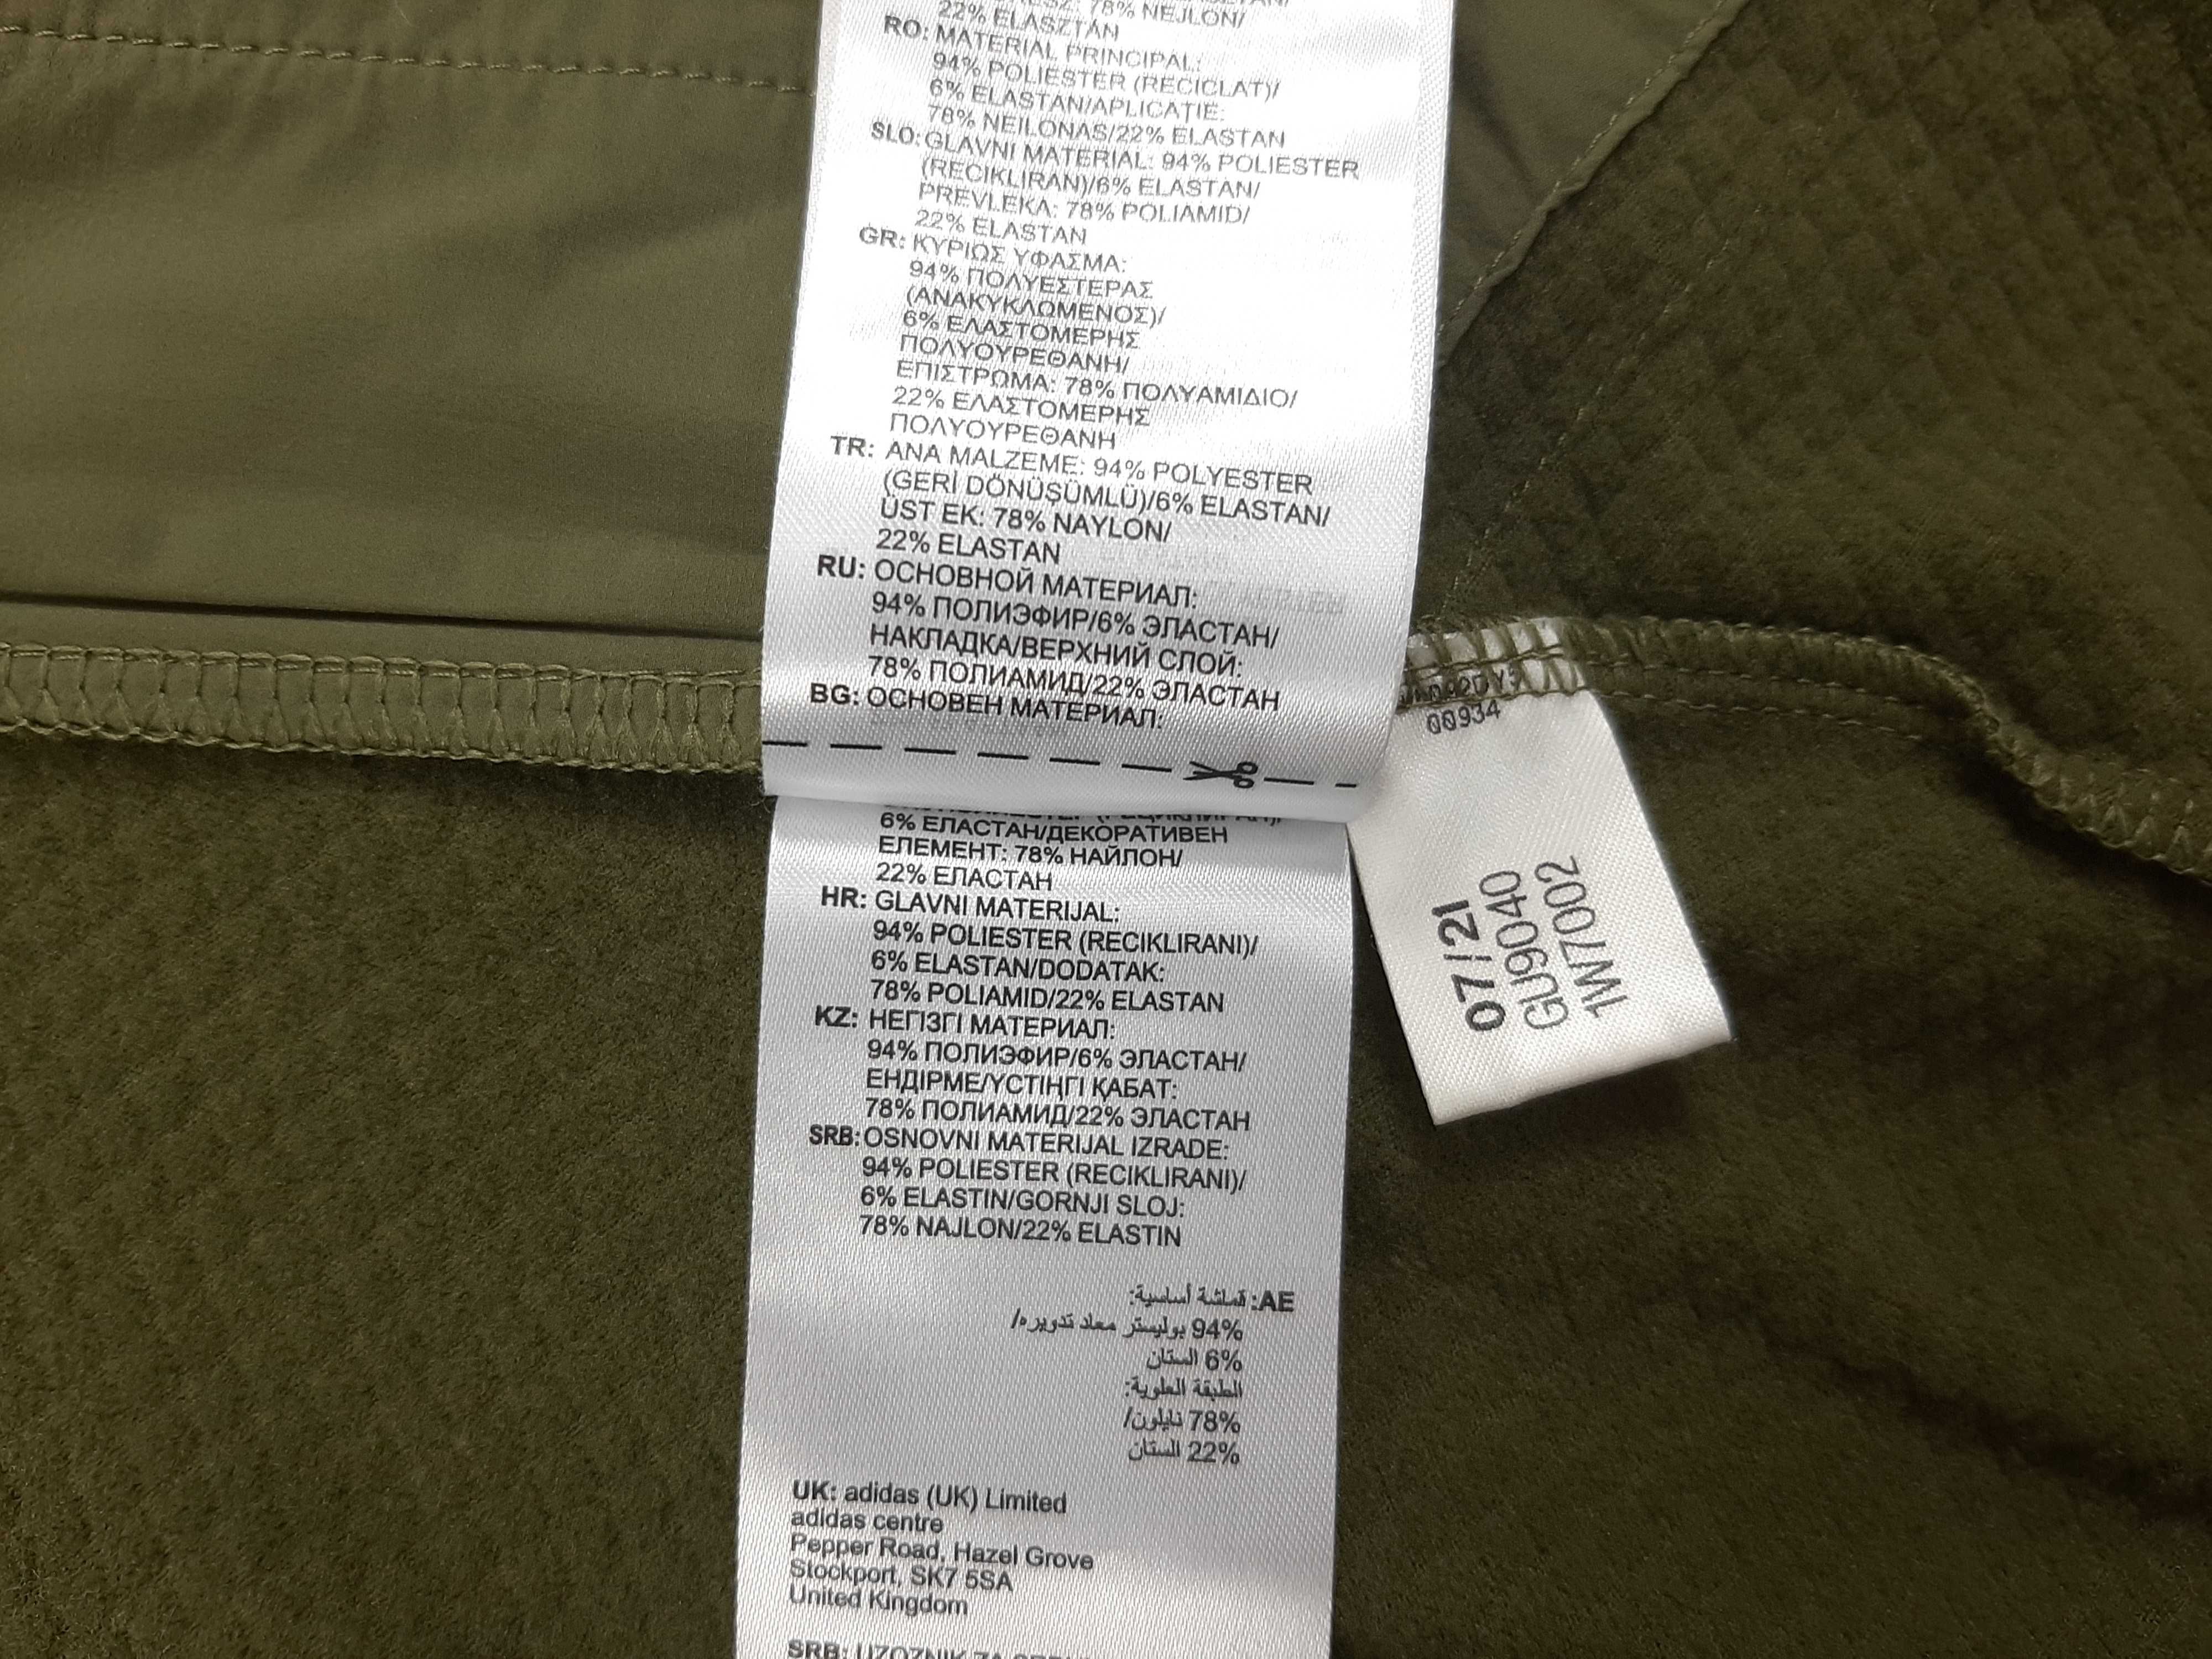 78% NEJLON/
22% ELASZTÁN
RO: MATERIAL PRINCIPAL:
94% POLIESTER (RECICLAT)/
6% ELASTAN/APLICAȚIE:
78% NEILONAS/22% ELASTAN
SLO: GLAVNI MATERIAL: 94% POLIESTER
(RECIKLIRAN)/6% ELASTAN/
PREVLEKA: 78% POLIAMID/
22% ELASTAN
GR: ΚΥΡΙΩΣ ΥΦΑΣΜΑ:
94% ΠΟΛΥΕΣΤΕΡΑΣ
(ΑΝΑΚΥΚΛΩΜΕΝΟΣ)/
6% ΕΛΑΣΤΟΜΕΡΗΣ
ΠΟΛΥΟΥΡΕΘΑΝΗ/
ΕΠΙΣΤΡΩΜΑ: 78% ΠΟΛΥΑΜΙΔΙΟ/
22% ΕΛΑΣΤΟΜΕΡΗΣ
ΠΟΛΥΟΥΡΕΘΑΝΗ
TR: ANA MALZEME: 94% POLYESTER
(GERİ DÖNÜŞÜMLÜ)/6% ELASTAN/
ÜST EK: 78% NAYLON/
22% ELASTAN
RU: ОСНОВНОЙ МАТЕРИАЛ:
94% ПОЛИЭФИР/6% ЭЛАСТАН/
НАКЛАДКА/ВЕРХНИЙ СЛОЙ:
78% ПОЛИАМИД/22% ЭЛАСТАН
BG: ОСНОВЕН МАТЕРИАЛ:
6% ЕЛАСТАН/ДЕКОРАТИВЕН
ЕЛЕМЕНТ: 78% НАЙЛОН/
22% ЕЛАСТАН
HR: GLAVNI MATERIJAL:
94% POLIESTER (RECIKLIRANI)/
6% ELASTAN/DODATAK:
78% POLIAMID/22% ELASTAN
KZ: НЕГІЗГІ МАТЕРИАЛ:
94% ПОЛИЭФИР/6% ЭЛАСТАН/
ЕНДІРМЕ/ҮСТІҢГІ ҚАБАТ:
78% ПОЛИАМИД/22% ЭЛАСТАН
SRB: OSNOVNI MATERIJAL IZRADE:
94% POLIESTER (RECIKLIRANI)/
6% ELASTIN/GORNJI SLOJ:
78% NAJLON/22% ELASTIN
AE: قماشة أساسية:
94% بوليستر معاد تدويره/
6% الستان
الطبقة العلوية:
78% نايلون/
22% الستان
UK: adidas (UK) Limited
adidas centre
Pepper Road, Hazel Grove
Stockport, SK7 5SA
United Kingdom
SRB: UZOZNIK ZA
00934
07/21
GU9040
1W7002